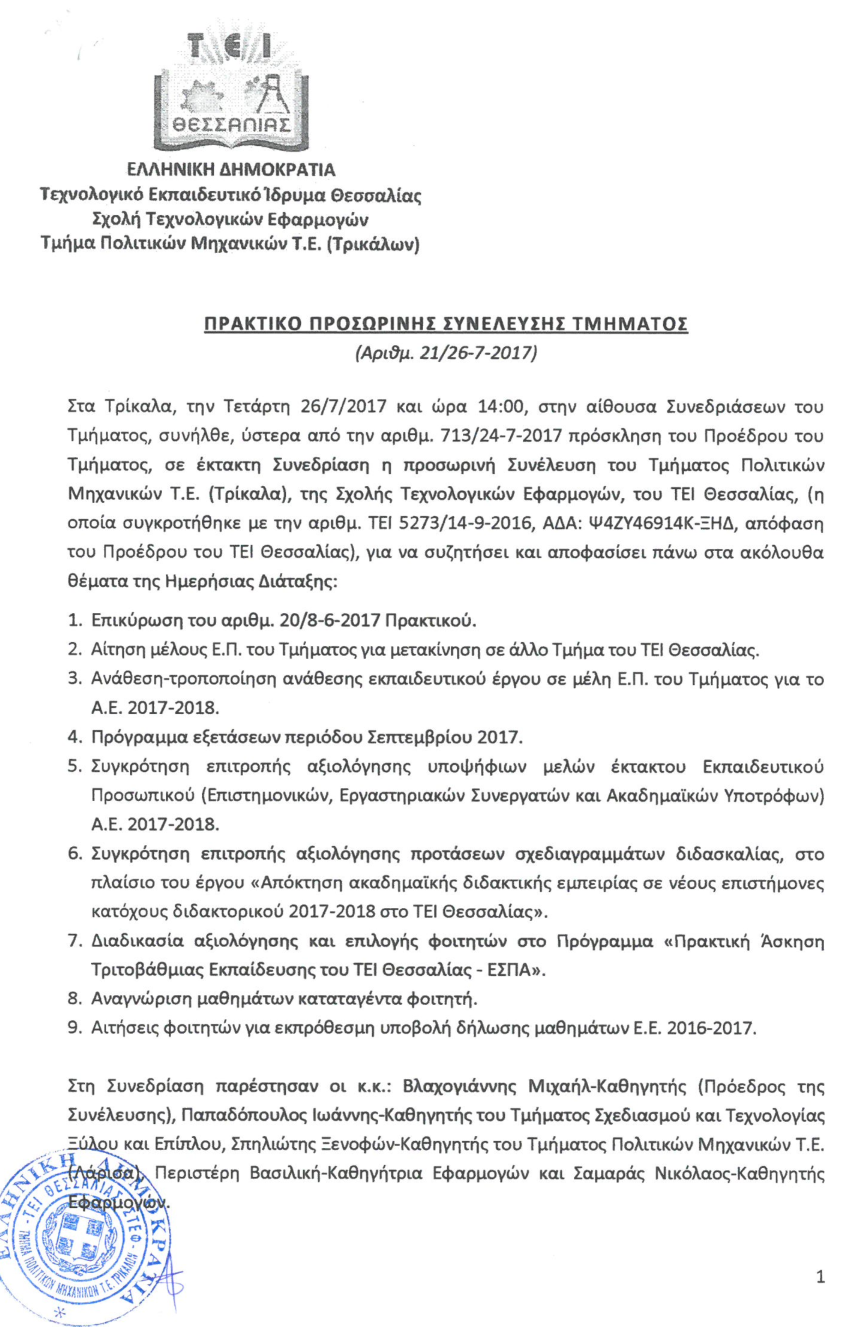 ΤΕΙ
ΘΕΣΣΑΛΙΑΣ
ΕΛΛΗΝΙΚΗ ΔΗΜΟΚΡΑΤΙΑ
Τεχνολογικό Εκπαιδευτικό Ίδρυμα Θεσσαλίας
Σχολή Τεχνολογικών Εφαρμογών
Τμήμα Πολιτικών Μηχανικών Τ.Ε. (Τρικάλων)
ΠΡΑΚΤΙΚΟ ΠΡΟΣΩΡΙΝΗΣ ΣΥΝΕΛΕΥΣΗΣ ΤΜΗΜΑΤΟΣ
(Αριθμ. 21/26-7-2017)
Στα Τρίκαλα, την Τετάρτη 26/7/2017 και ώρα 14:00, στην αίθουσα Συνεδριάσεων του
Τμήματος, συνήλθε, ύστερα από την αριθμ. 713/24-7-2017 πρόσκληση του Προέδρου του
Τμήματος, σε έκτακτη Συνεδρίαση η προσωρινή Συνέλευση του Τμήματος Πολιτικών
Μηχανικών Τ.Ε. (Τρίκαλα), της Σχολής Τεχνολογικών Εφαρμογών, του ΤΕΙ Θεσσαλίας, (η
οποία συγκροτήθηκε με την αριθμ. ΤΕΙ 5273/14-9-2016, ΑΔΑ: Ψ4ΖΥ46914Κ-ΞΗΔ, απόφαση
του Προέδρου του ΤΕΙ Θεσσαλίας), για να συζητήσει και αποφασίσει πάνω στα ακόλουθα
θέματα της Ημερήσιας Διάταξης:
1. Επικύρωση του αριθμ. 20/8-6-2017 Πρακτικού.
2. Αίτηση μέλους Ε.Π. του Τμήματος για μετακίνηση σε άλλο Τμήμα του ΤΕΙ Θεσσαλίας.
3. Ανάθεση-τροποποίηση ανάθεσης εκπαιδευτικού έργου σε μέλη Ε.Π. του Τμήματος για το
Α.Ε. 2017-2018.
4. Πρόγραμμα εξετάσεων περιόδου Σεπτεμβρίου 2017.
5. Συγκρότηση επιτροπής αξιολόγησης υποψήφιων μελών έκτακτου Εκπαιδευτικού
Προσωπικού (Επιστημονικών, Εργαστηριακών Συνεργατών και Ακαδημαϊκών Υποτρόφων)
Α.Ε. 2017-2018.
6. Συγκρότηση επιτροπής αξιολόγησης προτάσεων σχεδιαγραμμάτων διδασκαλίας, στο
πλαίσιο του έργου «Απόκτηση ακαδημαϊκής διδακτικής εμπειρίας σε νέους επιστήμονες
κατόχους διδακτορικού 2017-2018 στο ΤΕΙ Θεσσαλίας».
7. Διαδικασία αξιολόγησης και επιλογής φοιτητών στο Πρόγραμμα «Πρακτική Άσκηση
Τριτοβάθμιας Εκπαίδευσης του ΤΕΙ Θεσσαλίας - ΕΣΠΑ».
8. Αναγνώριση μαθημάτων καταταγέντα φοιτητή.
9. Αιτήσεις φοιτητών για εκπρόθεσμη υποβολή δήλωσης μαθημάτων Ε.Ε. 2016-2017.
Στη Συνεδρίαση παρέστησαν οι κ.κ.: Βλαχογιάννης Μιχαήλ-Καθηγητής (Πρόεδρος της
Συνέλευσης), Παπαδόπουλος Ιωάννης-Καθηγητής του Τμήματος Σχεδιασμού και Τεχνολογίας
Ξύλου και Επίπλου, Σπηλιώτης Ξενοφών-Καθηγητής του Τμήματος Πολιτικών Μηχανικών Τ.Ε.
(Λάρισα), Περιστέρη Βασιλική-Καθηγήτρια Εφαρμογών και Σαμαράς Νικόλαος-Καθηγητής
Εφαρμογών.
ΕΛΛΗΝΙΚΗ ΔΗΜΟΚΡΑΤΙΑ
ΤΕΙ ΘΕΣΣΑΛΙΑΣ - ΣΤΕΦ -
ΤΜΗΜΑ ΠΟΛΙΤΙΚΩΝ ΜΗΧΑΝΙΚΩΝ Τ.Ε. ΤΡΙΚΑΛΩΝ
1